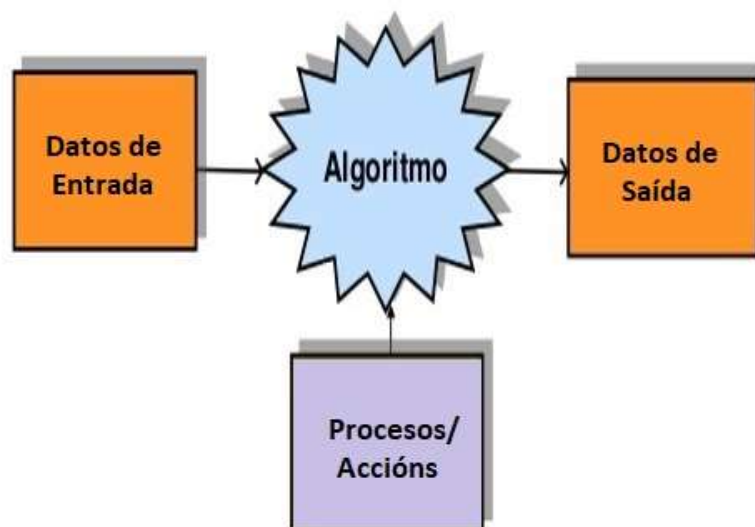 Datos de
Entrada
Algoritmo
Datos de
Saída
Procesos/
Accións